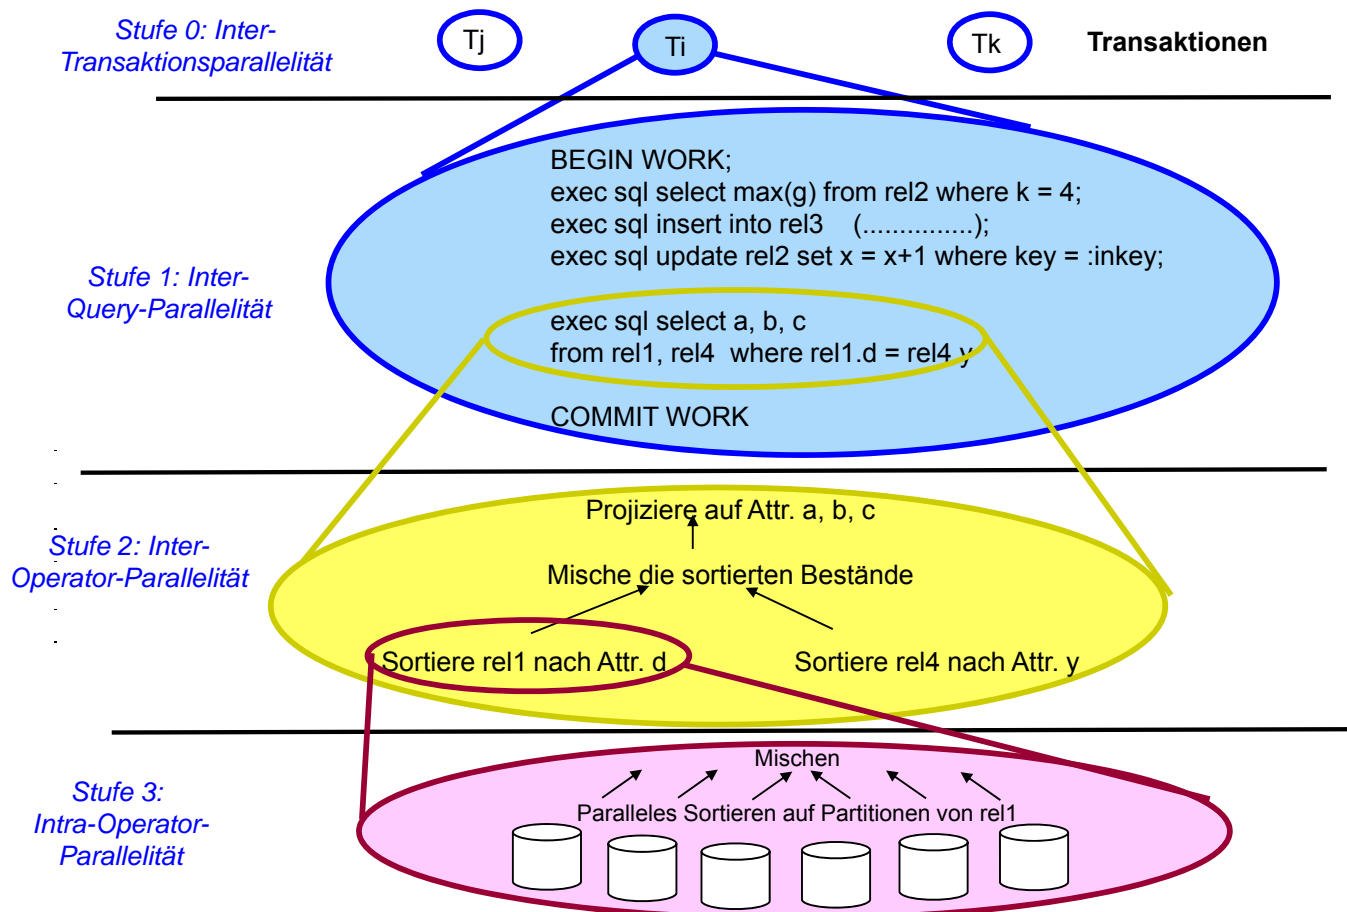 Stufe 0: Inter-
Transaktionsparallelität
Tj
Ti
Tk
Transaktionen
Stufe 1: Inter-
Query-Parallelität
BEGIN WORK;
exec sql select max(g) from rel2 where k = 4;
exec sql insert into rel3 (...............);
exec sql update rel2 set x = x+1 where key = :inkey;
exec sql select a, b, c
from rel1, rel4 where rel1.d = rel4.y
COMMIT WORK
Stufe 2: Inter-
Operator-Parallelität
Projiziere auf Attr. a, b, c
Mische die sortierten Bestände
Sortiere rel1 nach Attr. d
Sortiere rel4 nach Attr. y
Stufe 3:
Intra-Operator-
Parallelität
Mischen
Paralleles Sortieren auf Partitionen von rel1